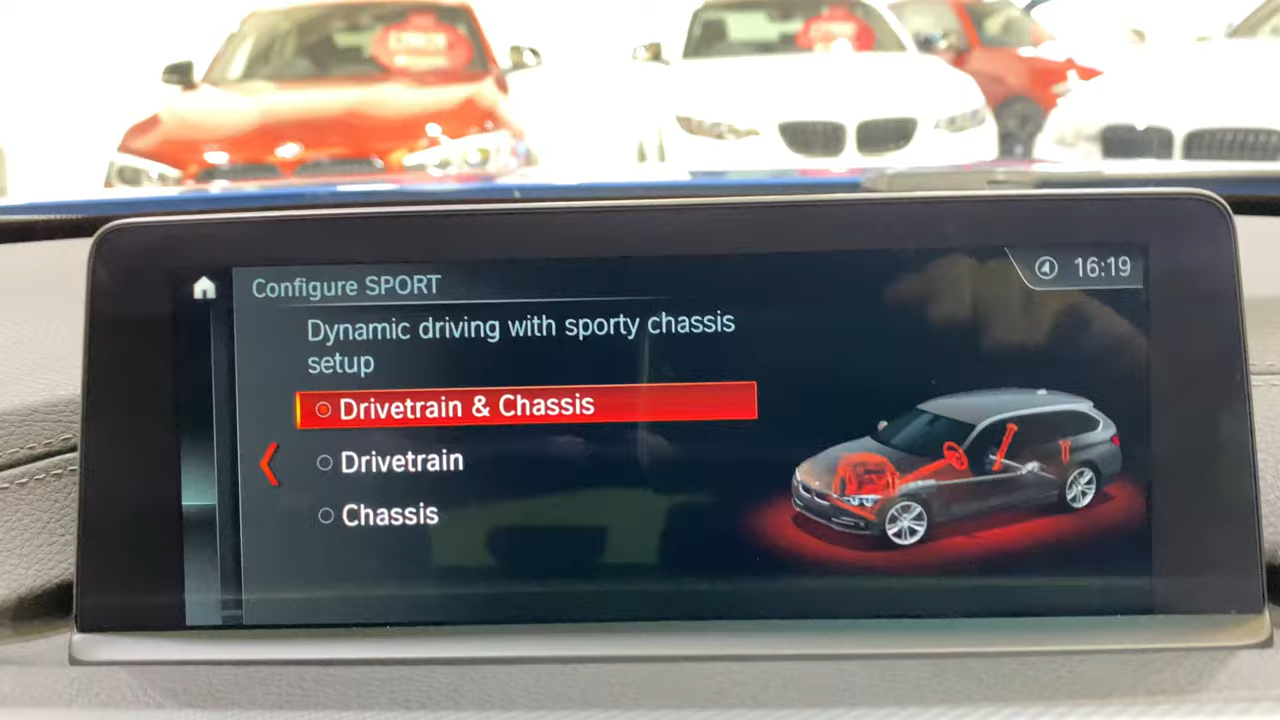 Configure SPORT
16:19
Dynamic driving with sporty chassis
setup
Drivetrain & Chassis
Drivetrain
Chassis